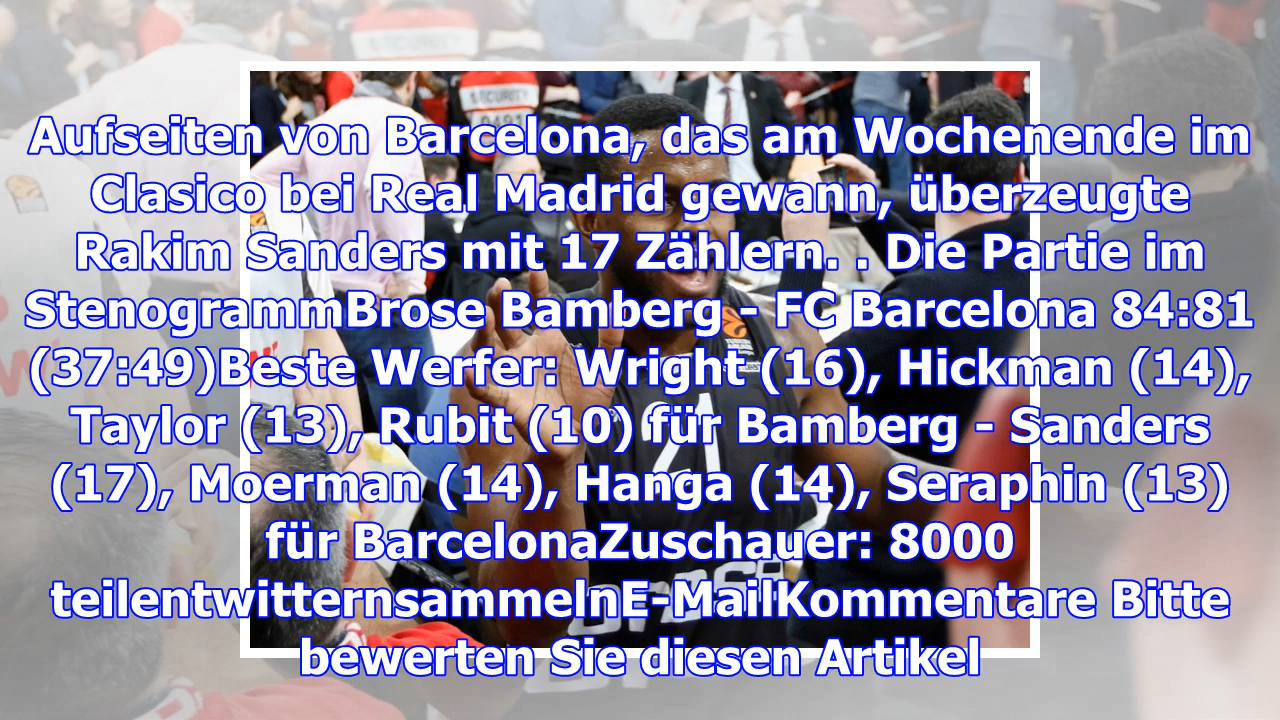 Aufseiten von Barcelona, das am Wochenende im
Clasico bei Real Madrid gewann, überzeugte
Rakim Sanders mit 17 Zählern. . Die Partie im
StenogrammBrose Bamberg - FC Barcelona 84:81
(37:49)Beste Werfer: Wright (16), Hickman (14),
Taylor (13), Rubit (10) für Bamberg - Sanders
(17), Moerman (14), Hanga (14), Seraphin (13)
für BarcelonaZuschauer: 8000
teilentwitternsammelnE-MailKommentare Bitte
bewerten Sie diesen Artikel
SECURITY
21